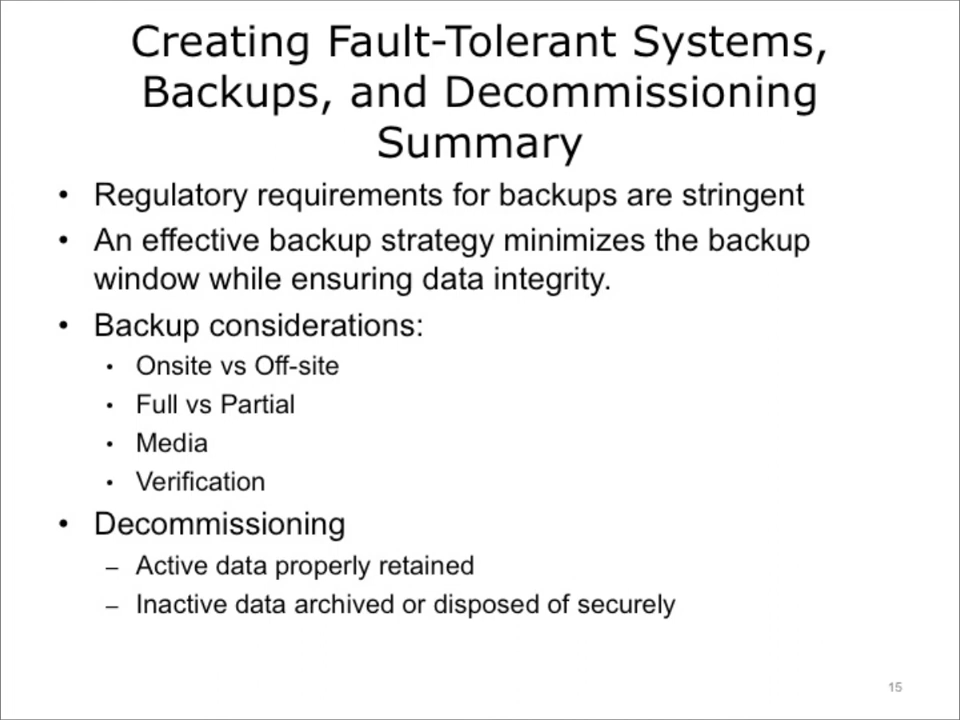 Creating Fault-Tolerant Systems,
Backups, and Decommissioning
Summary
• Regulatory requirements for backups are stringent
• An effective backup strategy minimizes the backup
window while ensuring data integrity.
• Backup considerations:
• Onsite vs Off-site
• Full vs Partial
• Media
• Verification
• Decommissioning
– Active data properly retained
– Inactive data archived or disposed of securely
15